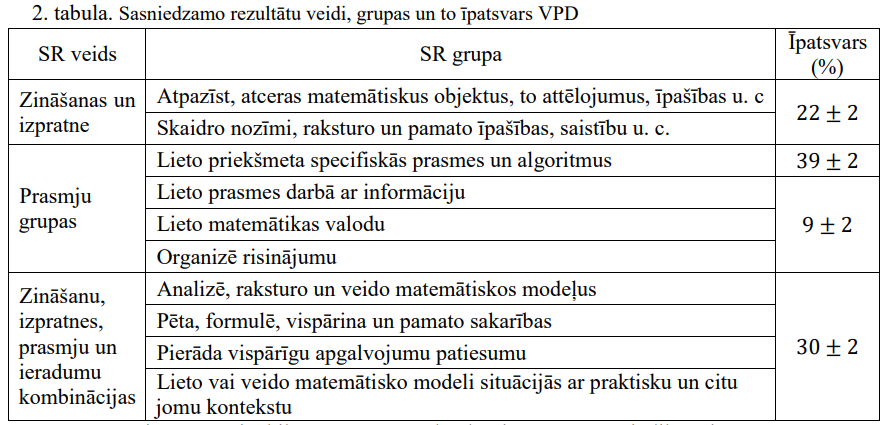 2. tabula. Sasniedzamo rezultātu veidi, grupas un to īpatsvars VPD
SR veids
SR grupa
Īpatsvars
(%)
Zināšanas un
izpratne
Atpazīst, atceras matemātiskus objektus, to attēlojumus, īpašības u. c
Skaidro nozīmi, raksturo un pamato īpašības, saistību u. c.
22 ± 2
Prasmju
grupas
Lieto priekšmeta specifiskās prasmes un algoritmus
39 ± 2
Lieto prasmes darbā ar informāciju
Lieto matemātikas valodu
Organizē risinājumu
9 ± 2
Zināšanu,
izpratnes,
prasmju un
ieradumu
kombinācijas
Analizē, raksturo un veido matemātiskos modeļus
Pēta, formulē, vispārina un pamato sakarības
Pierāda vispārīgu apgalvojumu patiesumu
Lieto vai veido matemātisko modeli situācijās ar praktisku un citu
jomu kontekstu
30 ± 2